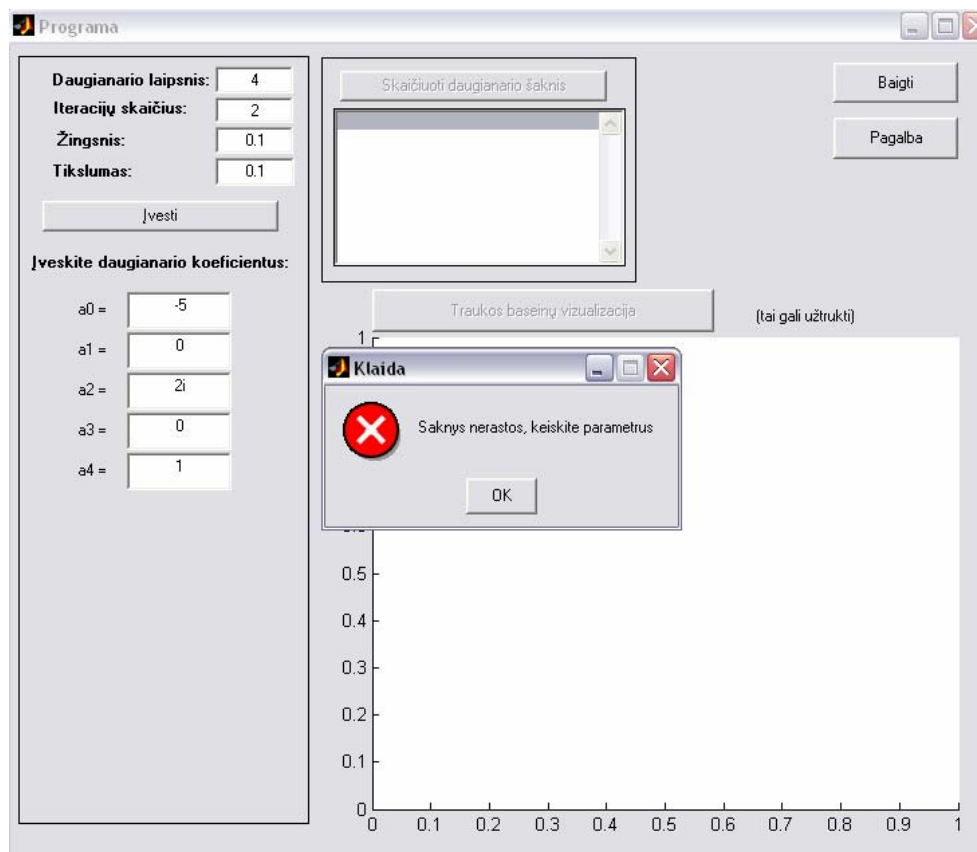 Programa
Daugianario laipsnis: 4
Iteracijų skaičius: 2
Žingsnis: 0.1
Tikslumas: 0.1
Įvesti
Įveskite daugianario koeficientus:
a0 = -5
a1 = 0
a2 = 2i
a3 = 0
a4 = 1
Skaičiuoti daugianario šaknis
Baigti
Pagalba
Traukos baseinų vizualizacija
(tai gali užtrukti)
Klaida
Saknys nerastos, keiskite parametrus
OK
1
0.5
0.4
0.3
0.2
0.1
0
0 0.1 0.2 0.3 0.4 0.5 0.6 0.7 0.8 0.9 1